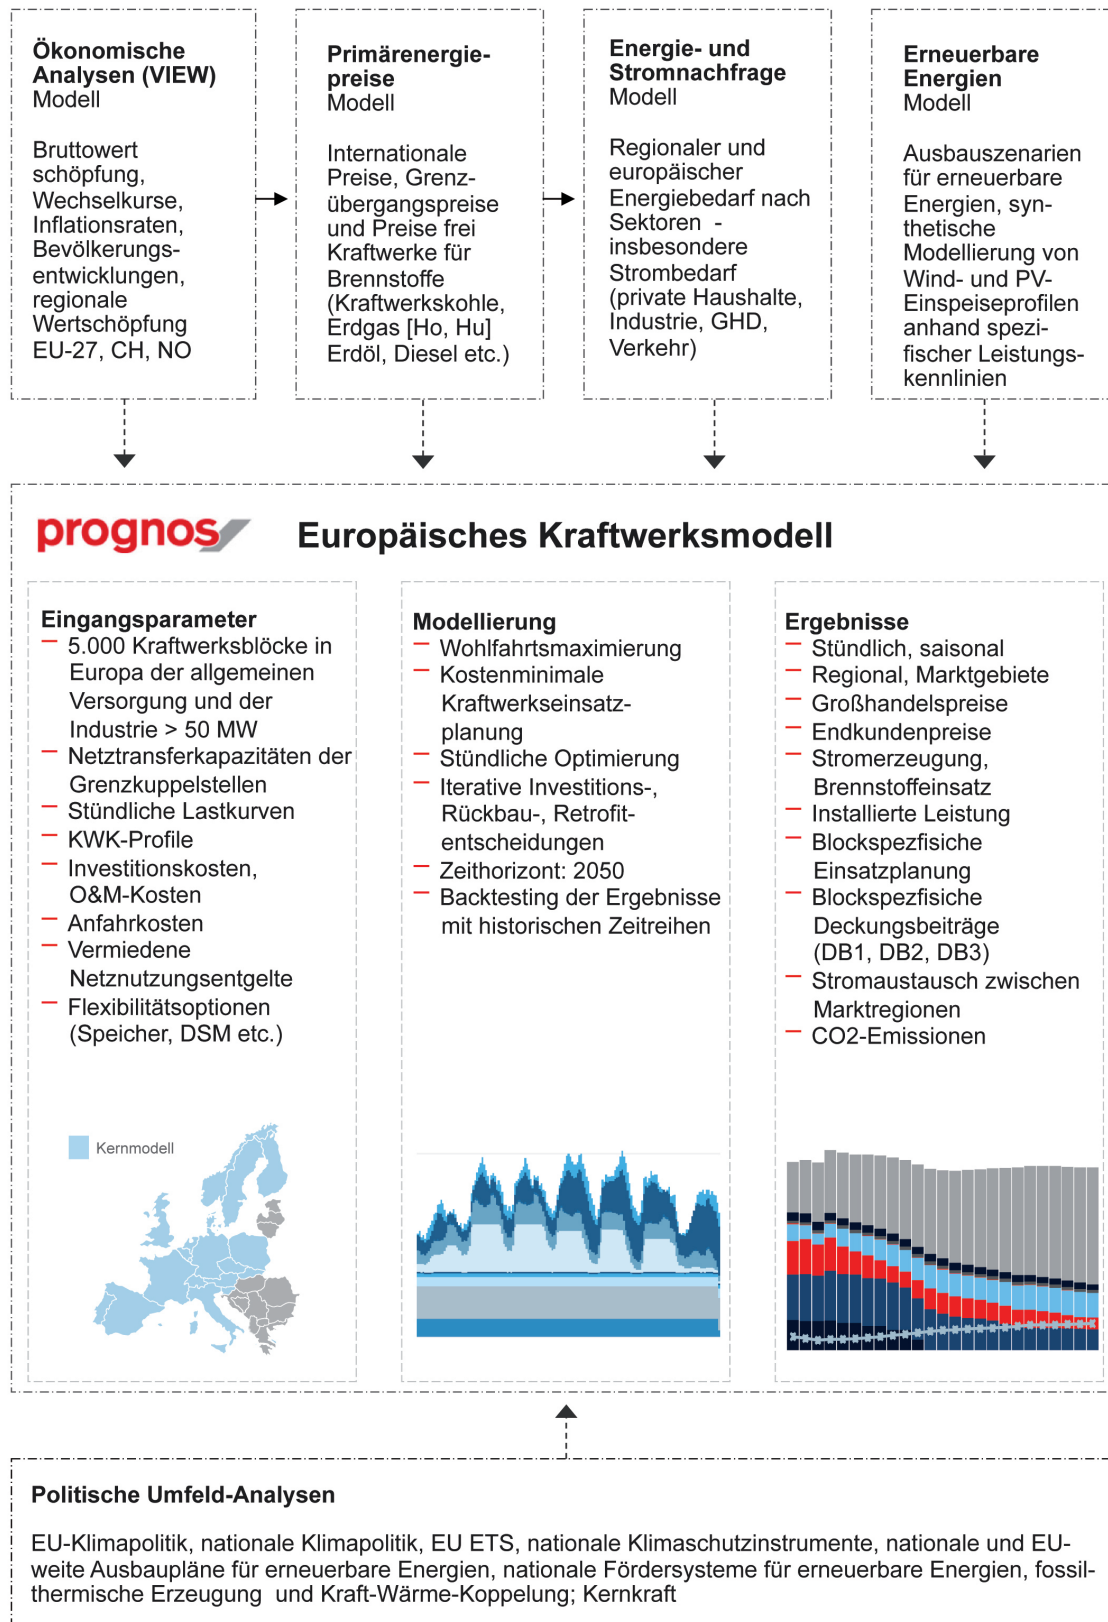 Ökonomische
Analysen (VIEW)
Modell
Bruttowert
schöpfung,
Wechselkurse,
Inflationsraten,
Bevölkerungs-
entwicklungen,
regionale
Wertschöpfung
EU-27, CH, NO
Primärenergie-
preise
Modell
Internationale
Preise, Grenz-
übergangspreise
und Preise frei
Kraftwerke für
Brennstoffe
(Kraftwerkskohle,
Erdgas [Ho, Hu]
Erdöl, Diesel etc.)
Energie- und
Stromnachfrage
Modell
Regionaler und
europäischer
Energiebedarf nach
Sektoren -
insbesondere
Strombedarf
(private Haushalte,
Industrie, GHD,
Verkehr)
Erneuerbare
Energien
Modell
Ausbauszenarien
für erneuerbare
Energien, syn-
thetische
Modellierung von
Wind- und PV-
Einspeiseprofilen
anhand spezi-
fischer Leistungs-
kennlinien
prognos
Europäisches Kraftwerksmodell
Eingangsparameter
– 5.000 Kraftwerksblöcke in
Europa der allgemeinen
Versorgung und der
Industrie > 50 MW
– Netztransferkapazitäten der
Grenzkuppelstellen
– Stündliche Lastkurven
– KWK-Profile
– Investitionskosten,
O&M-Kosten
– Anfahrkosten
– Vermiedene
Netznutzungsentgelte
– Flexibilitätsoptionen
(Speicher, DSM etc.)
Kernmodell
Modellierung
– Wohlfahrtsmaximierung
– Kostenminimale
Kraftwerkseinsatz-
planung
– Stündliche Optimierung
– Iterative Investitions-,
Rückbau-, Retrofit-
entscheidungen
– Zeithorizont: 2050
– Backtesting der Ergebnisse
mit historischen Zeitreihen
Ergebnisse
– Stündlich, saisonal
– Regional, Marktgebiete
– Großhandelspreise
– Endkundenpreise
– Stromerzeugung,
Brennstoffeinsatz
– Installierte Leistung
– Blockspezfisiche
Einsatzplanung
– Blockspezfisiche
Deckungsbeiträge
(DB1, DB2, DB3)
– Stromaustausch zwischen
Marktregionen
– CO2-Emissionen
Politische Umfeld-Analysen
EU-Klimapolitik, nationale Klimapolitik, EU ETS, nationale Klimaschutzinstrumente, nationale und EU-
weite Ausbaupläne für erneuerbare Energien, nationale Fördersysteme für erneuerbare Energien, fossil-
thermische Erzeugung und Kraft-Wärme-Koppelung; Kernkraft